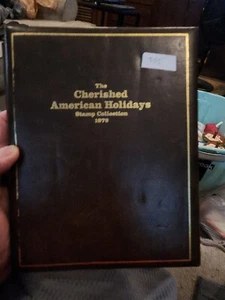 The
Cherished
American Holidays
Stamp Collection
1979